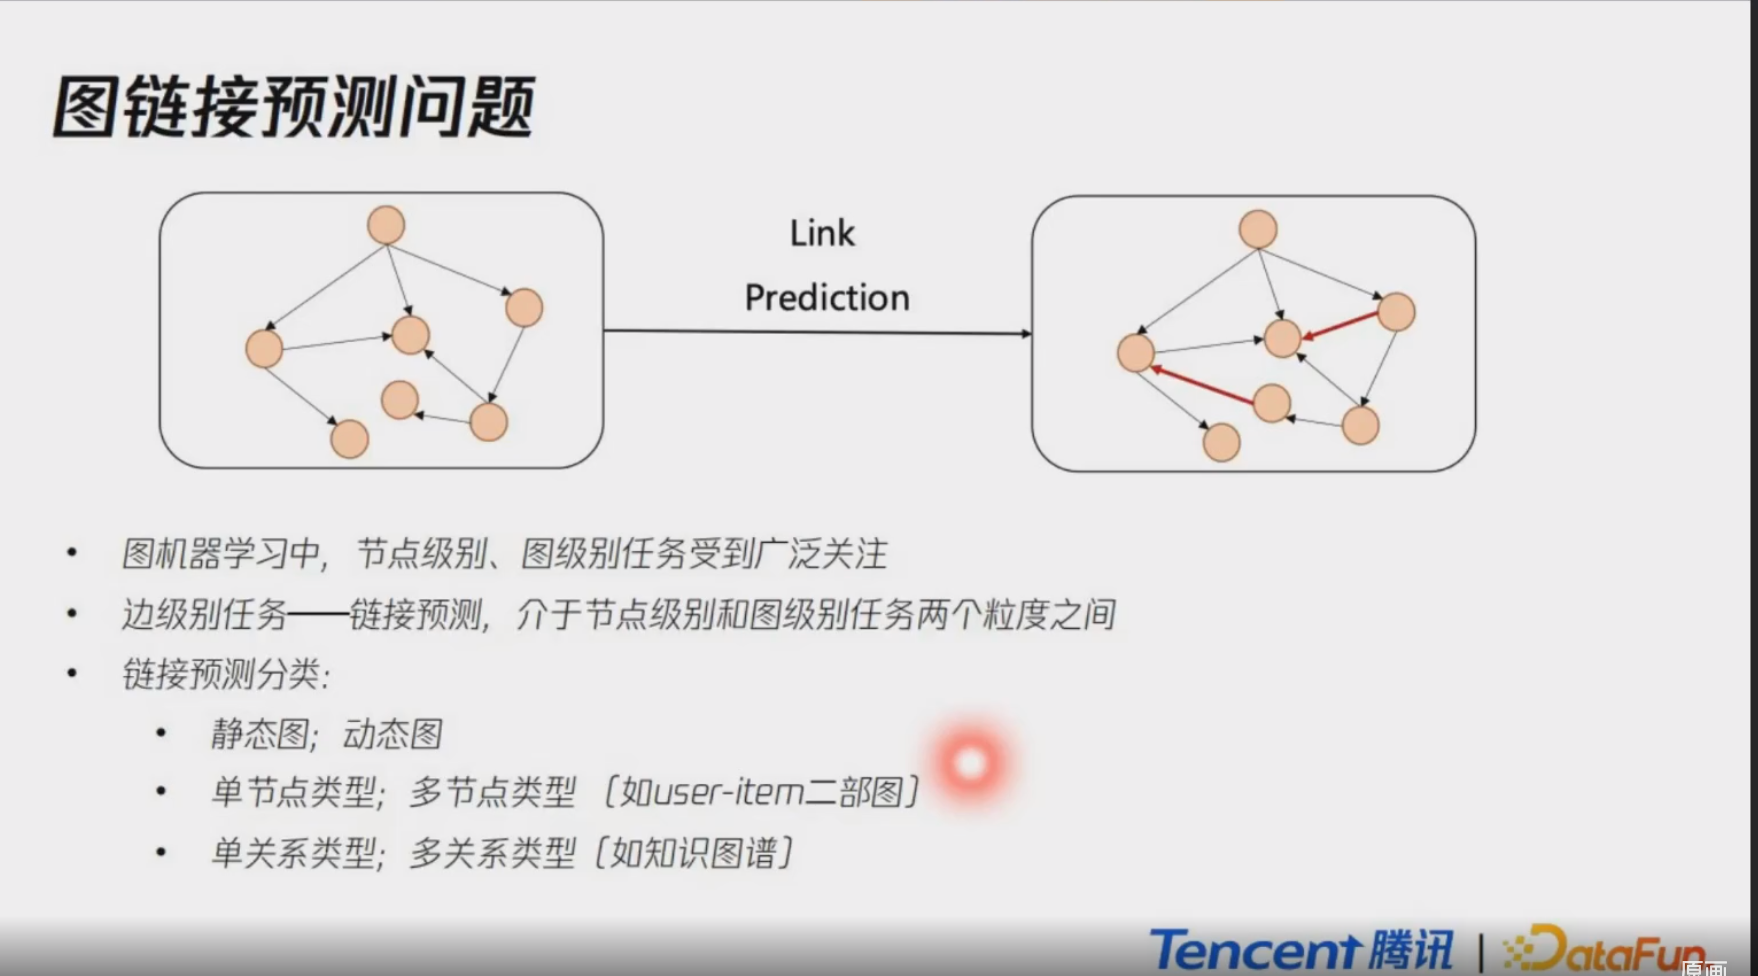 图链接预测问题
Link
Prediction
• 图机器学习中，节点级别、图级别任务受到广泛关注
• 边级别任务——链接预测，介于节点级别和图级别任务两个粒度之间
• 链接预测分类：
• 静态图；动态图
• 单节点类型；多节点类型（如user-item二部图）
• 单关系类型；多关系类型（如知识图谱）
Tencent腾讯 | DataFun.
原画